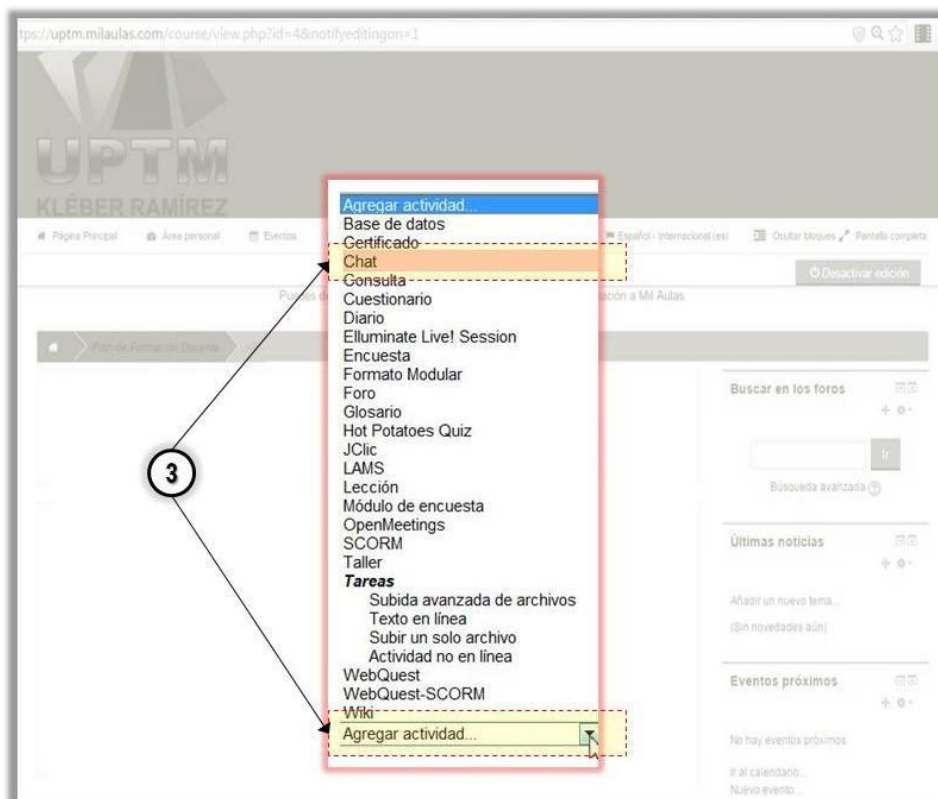 tps://uptm.milaulas.com/course/view.php?id=4&notifyeditingon=1
UPTM
KLÉBER RAMÍREZ
Página Principal Área personal Eventos Español - Internacional (es) Ocultar bloques Pantalla completa
Desactivar edición
Puedes de
ación a Mil Aulas
Plan de Formación Docente
Agregar actividad...
Base de datos
Certificado
Chat
Consulta
Cuestionario
Diario
Elluminate Live! Session
Encuesta
Formato Modular
Foro
Glosario
Hot Potatoes Quiz
JClic
LAMS
Lección
Módulo de encuesta
OpenMeetings
SCORM
Taller
Tareas
Subida avanzada de archivos
Texto en línea
Subir un solo archivo
Actividad no en línea
WebQuest
WebQuest-SCORM
Wiki
Agregar actividad...
3
Buscar en los foros
Ir
Búsqueda avanzada
Últimas noticias
Añadir un nuevo tema...
(Sin novedades aún)
Eventos próximos
No hay eventos próximos
Ir al calendario...
Nuevo evento...